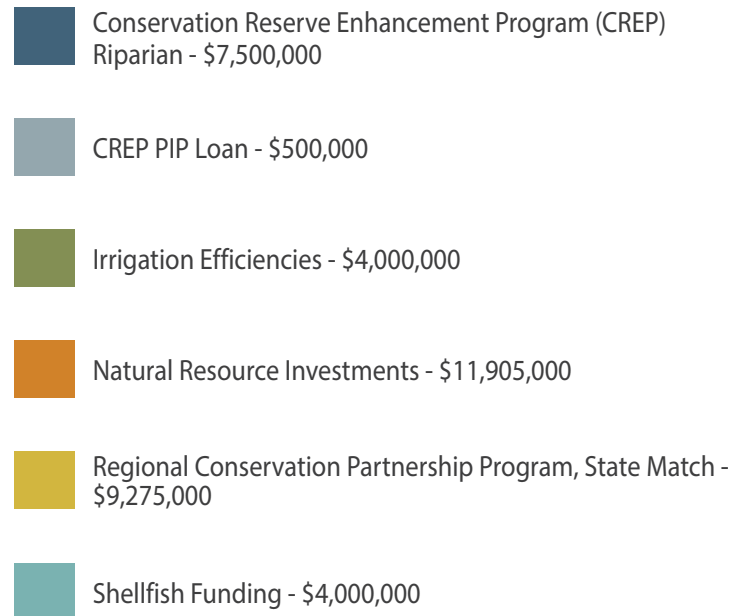 Conservation Reserve Enhancement Program (CREP)
Riparian - $7,500,000
CREP PIP Loan - $500,000
Irrigation Efficiencies - $4,000,000
Natural Resource Investments - $11,905,000
Regional Conservation Partnership Program, State Match -
$9,275,000
Shellfish Funding - $4,000,000